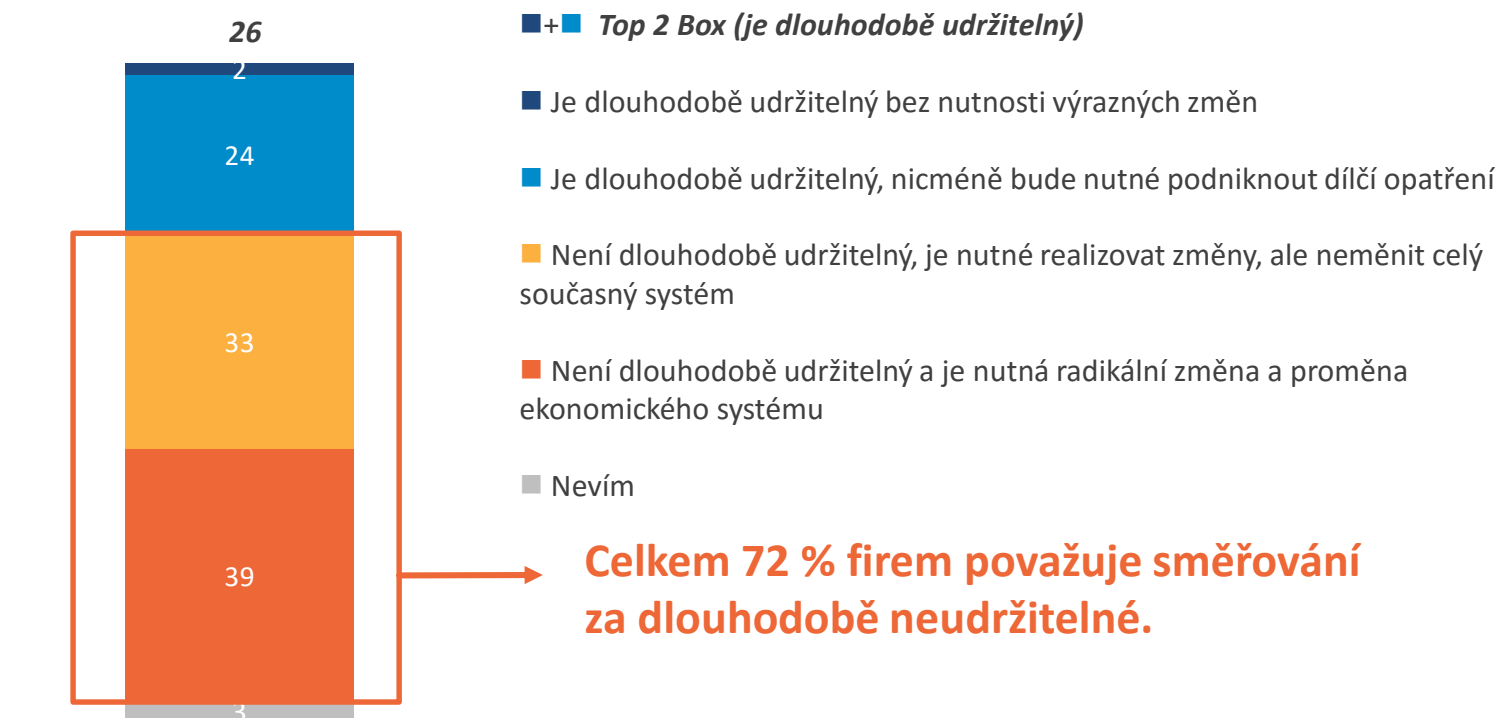 26
2
24
33
39
3
+ Top 2 Box (je dlouhodobě udržitelný)
Je dlouhodobě udržitelný bez nutnosti výrazných změn
Je dlouhodobě udržitelný, nicméně bude nutné podniknout dílčí opatření
Není dlouhodobě udržitelný, je nutné realizovat změny, ale neměnit celý
současný systém
Není dlouhodobě udržitelný a je nutná radikální změna a proměna
ekonomického systému
Nevím
Celkem 72 % firem považuje směřování
za dlouhodobě neudržitelné.